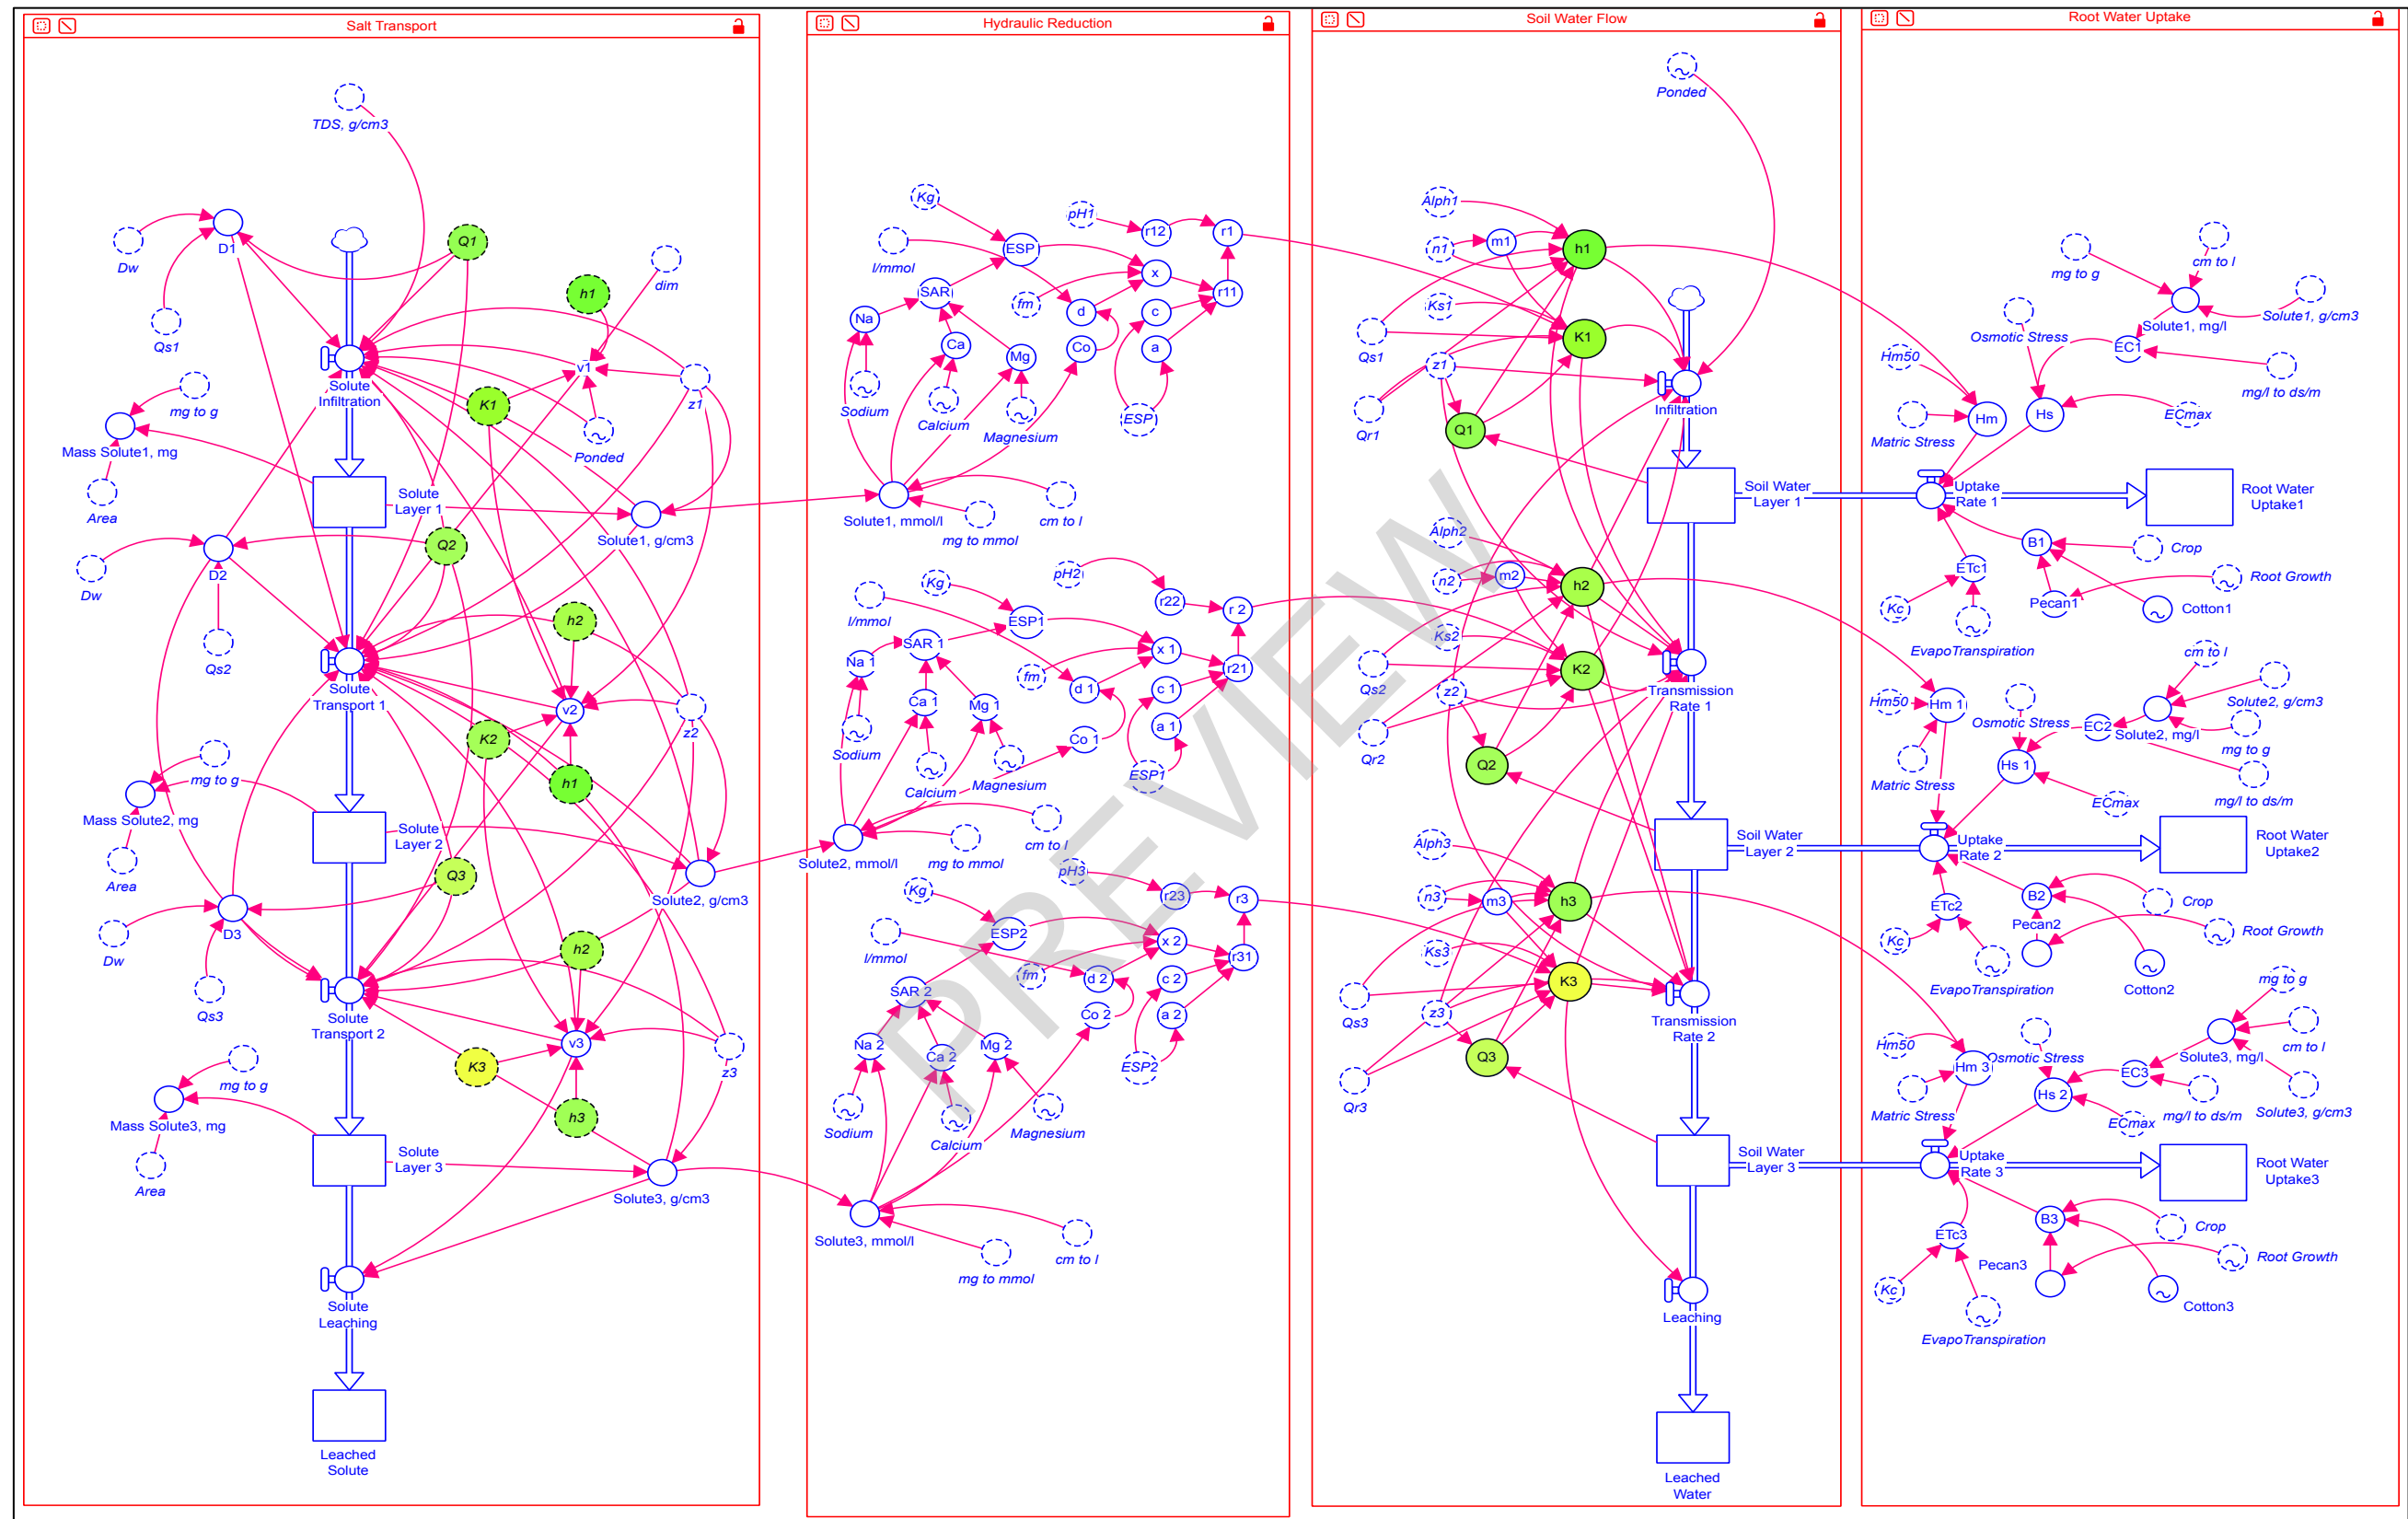 Salt Transport
TDS, g/cm3
Dw
D1
Q1
Qs1
h1
dim
Solute
Infiltration
v1
z1
mg to g
K1
Ponded
Mass Solute1, mg
Area
Solute
Layer 1
Solute1, g/cm3
Q2
D2
Dw
Qs2
h2
Solute
Transport 1
v2
z2
K2
h1
mg to g
Mass Solute2, mg
Area
Solute
Layer 2
Solute2, g/cm3
Q3
D3
Dw
Qs3
h2
Solute
Transport 2
v3
z3
K3
h3
mg to g
Mass Solute3, mg
Area
Solute
Layer 3
Solute3, g/cm3
Solute
Leaching
Leached
Solute
Hydraulic Reduction
Kg
pH1
r12
r1
l/mmol
ESP
x
SAR
fm
d
c
r11
Na
Ca
Mg
Co
a
Sodium
Calcium
Magnesium
ESP
Solute1, mmol/l
cm to l
mg to mmol
pH2
Kg
r22
r 2
l/mmol
ESP1
SAR 1
x 1
Na 1
fm
r21
d 1
c 1
Ca 1
Mg 1
a 1
Co 1
Sodium
Calcium
Magnesium
ESP1
Solute2, mmol/l
cm to l
mg to mmol
pH3
Kg
r23
r3
l/mmol
ESP2
x 2
fm
r31
d 2
c 2
SAR 2
Co 2
a 2
Na 2
Ca 2
Mg 2
ESP2
Sodium
Calcium
Magnesium
Solute3, mmol/l
cm to l
mg to mmol
Soil Water Flow
Ponded
Alph1
n1
m1
h1
Ks1
Qs1
K1
z1
Qr1
Infiltration
Q1
Soil Water
Layer 1
Alph2
n2
m2
h2
Ks2
Qs2
K2
z2
Transmission
Rate 1
Qr2
Q2
Soil Water
Layer 2
Alph3
n3
m3
h3
Ks3
Qs3
K3
z3
Transmission
Rate 2
Q3
Qr3
Soil Water
Layer 3
Leaching
Leached
Water
Root Water Uptake
mg to g
cm to l
Solute1, g/cm3
Solute1, mg/l
Osmotic Stress
EC1
Hm50
mg/l to ds/m
Hm
Hs
ECmax
Matric Stress
Uptake
Rate 1
Root Water
Uptake1
B1
Crop
ETc1
Root Growth
Kc
Pecan1
Cotton1
EvapoTranspiration
cm to l
Hm50
Hm 1
Osmotic Stress
EC2
Solute2, g/cm3
Solute2, mg/l
mg to g
Hs 1
Matric Stress
ECmax
mg/l to ds/m
Uptake
Rate 2
Root Water
Uptake2
B2
Crop
ETc2
Pecan2
Root Growth
Kc
EvapoTranspiration
Cotton2
mg to g
Hm50
Osmotic Stress
cm to l
Solute3, mg/l
Hm 3
EC3
Hs 2
Matric Stress
ECmax
mg/l to ds/m
Solute3, g/cm3
Uptake
Rate 3
Root Water
Uptake3
B3
Crop
ETc3
Pecan3
Root Growth
Kc
Cotton3
EvapoTranspiration
PREVIEW